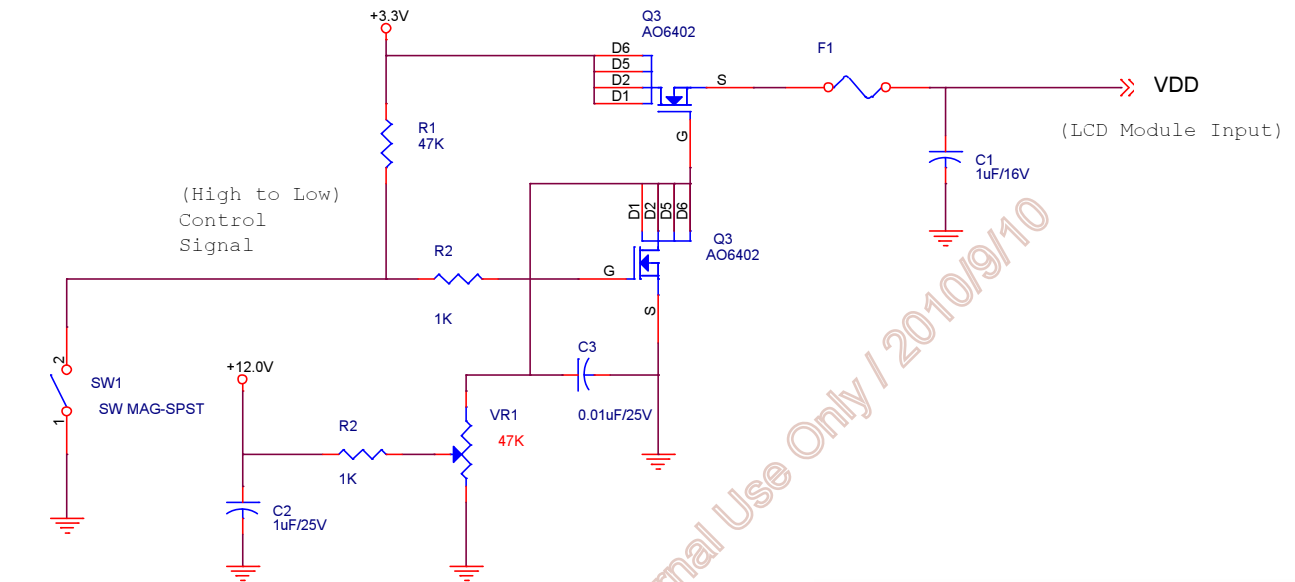 +3.3V
Q3
AO6402
D6
D5
D2
D1
S
G
F1
VDD
(LCD Module Input)
R1
47K
C1
1uF/16V
(High to Low)
Control
Signal
D1
D2
D5
D6
Q3
AO6402
R2
1K
G
S
2
1
SW1
SW MAG-SPST
+12.0V
C3
0.01uF/25V
VR1
47K
R2
1K
C2
1uF/25V
Use Only / 2010/9/10